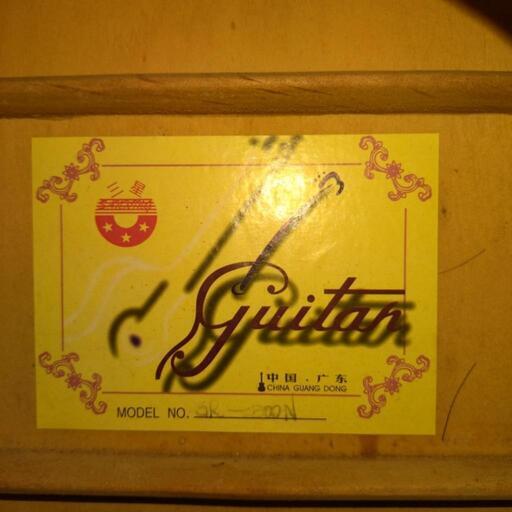 三星
Guitar
中国.广东
CHINA GUANG DONG
MODEL NO.